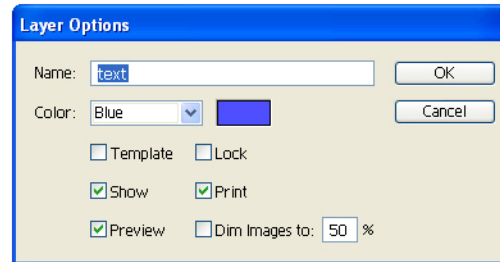 Layer Options
Name: text OK
Color: Blue Cancel
Template Lock
Show Print
Preview Dim Images to: 50 %